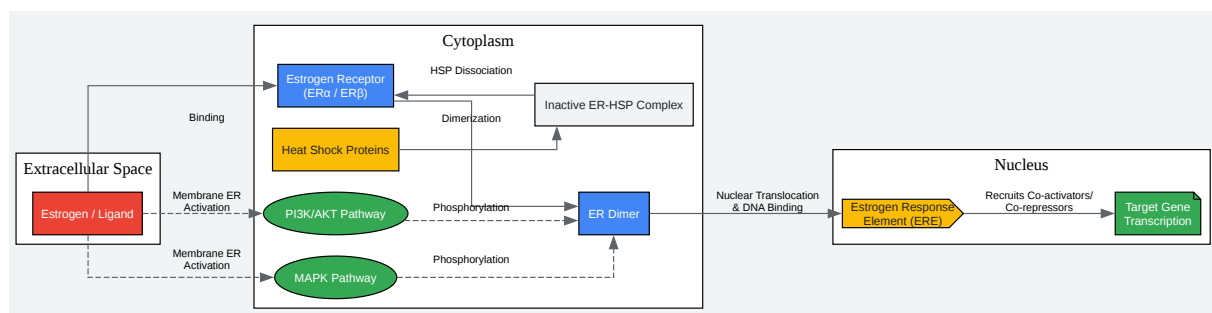 Cytoplasm
HSP Dissociation
Estrogen Receptor
(ERα / ERβ)
Inactive ER-HSP Complex
Binding
Dimerization
Heat Shock Proteins
Extracellular Space
Estrogen / Ligand
Membrane ER
Activation
PI3K/AKT Pathway
Phosphorylation
ER Dimer
Membrane ER
Activation
MAPK Pathway
Phosphorylation
Nuclear Translocation
& DNA Binding
Nucleus
Estrogen Response
Element (ERE)
Recruits Co-activators/
Co-repressors
Target Gene
Transcription